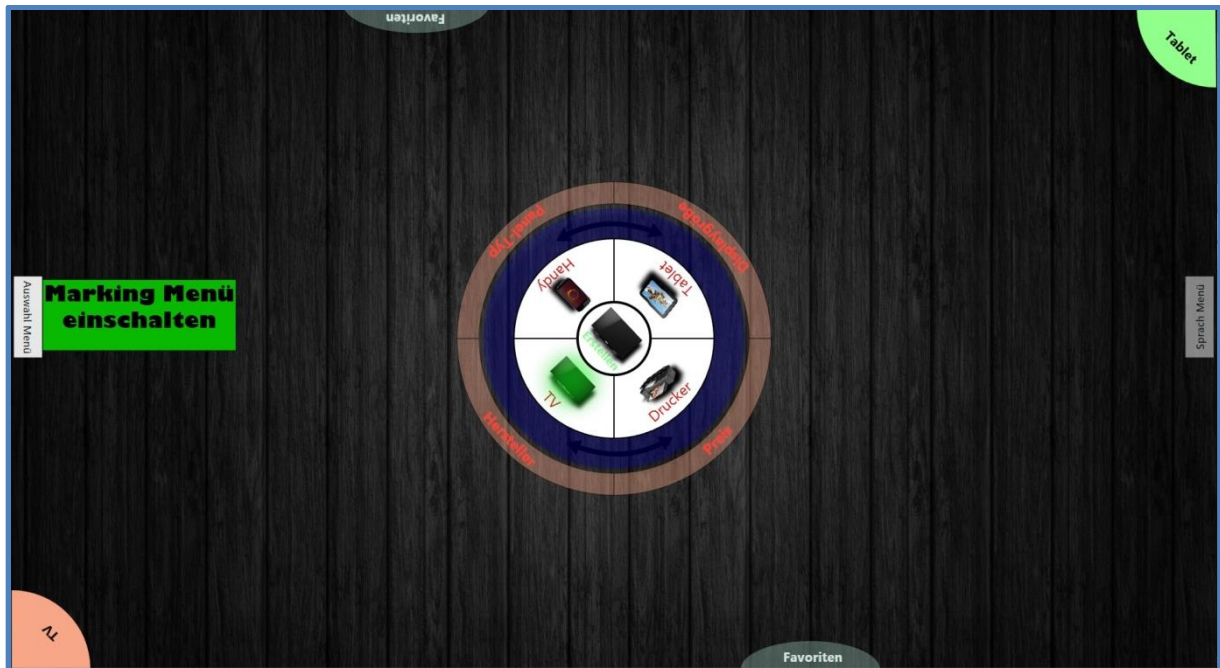 Favoriten
Tablet
Panel-Typ
Displaygröße
Handy
Tablet
Auswahl Menü
Marking Menü
einschalten
Sprach Menü
Erstellen
TV
Drucker
Hersteller
Preis
TV
Favoriten